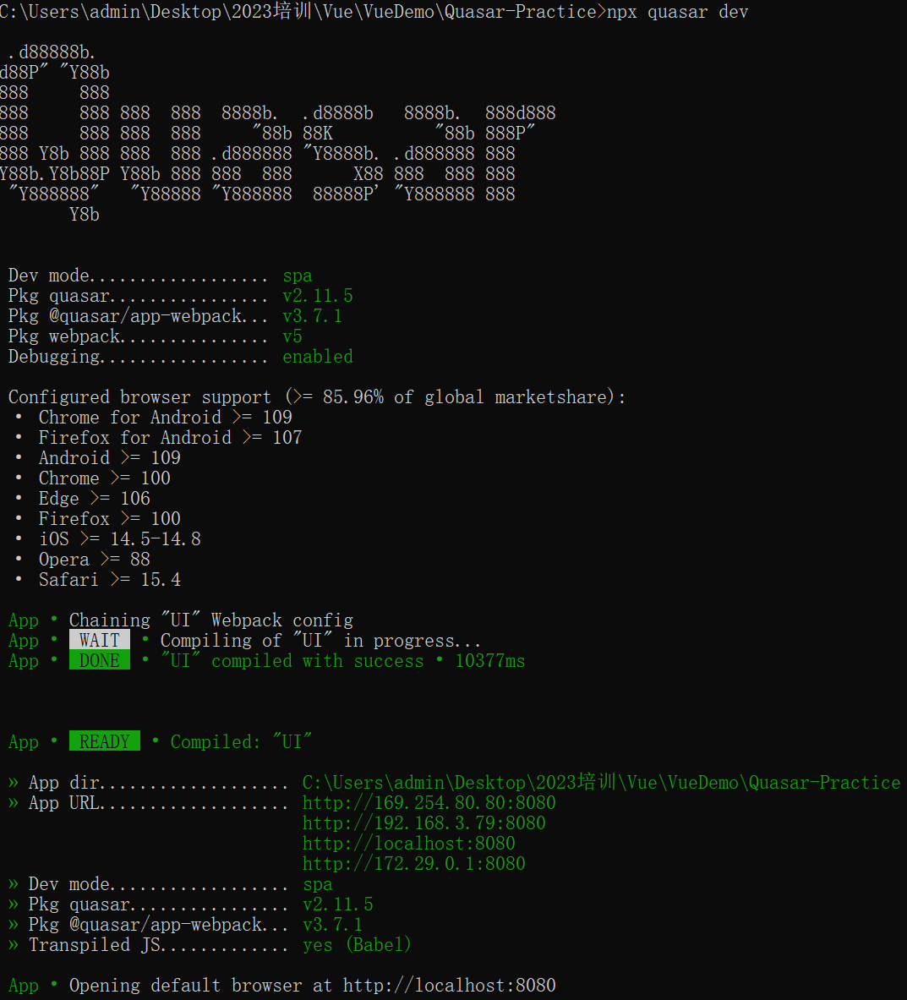 C:\Users\admin\Desktop\2023培训\Vue\VueDemo\Quasar-Practice>npx quasar dev
 .d88888b.
d88P" "Y88b
888     888
888     888 888  888  8888b.  .d8888b   8888b.  888d888
888     888 888  888     "88b 88K          "88b 888P"
888 Y8b 888 888  888 .d888888 "Y8888b. .d888888 888
Y88b.Y8b88P Y88b 888 888  888      X88 888  888 888
 "Y888888"   "Y88888 "Y888888  88888P' "Y888888 888
       Y8b
Dev mode.................. spa
Pkg quasar................ v2.11.5
Pkg @quasar/app-webpack... v3.7.1
Pkg webpack............... v5
Debugging................. enabled
Configured browser support (>= 85.96% of global marketshare):
• Chrome for Android >= 109
• Firefox for Android >= 107
• Android >= 109
• Chrome >= 100
• Edge >= 106
• Firefox >= 100
• iOS >= 14.5-14.8
• Opera >= 88
• Safari >= 15.4
App • Chaining "UI" Webpack config
App • WAIT • Compiling of "UI" in progress...
App • DONE • "UI" compiled with success • 10377ms
App • READY • Compiled: "UI"
» App dir................... C:\Users\admin\Desktop\2023培训\Vue\VueDemo\Quasar-Practice
» App URL................... http://169.254.80.80:8080
http://192.168.3.79:8080
http://localhost:8080
http://172.29.0.1:8080
» Dev mode.................. spa
» Pkg quasar................ v2.11.5
» Pkg @quasar/app-webpack... v3.7.1
» Transpiled JS............. yes (Babel)
App • Opening default browser at http://localhost:8080